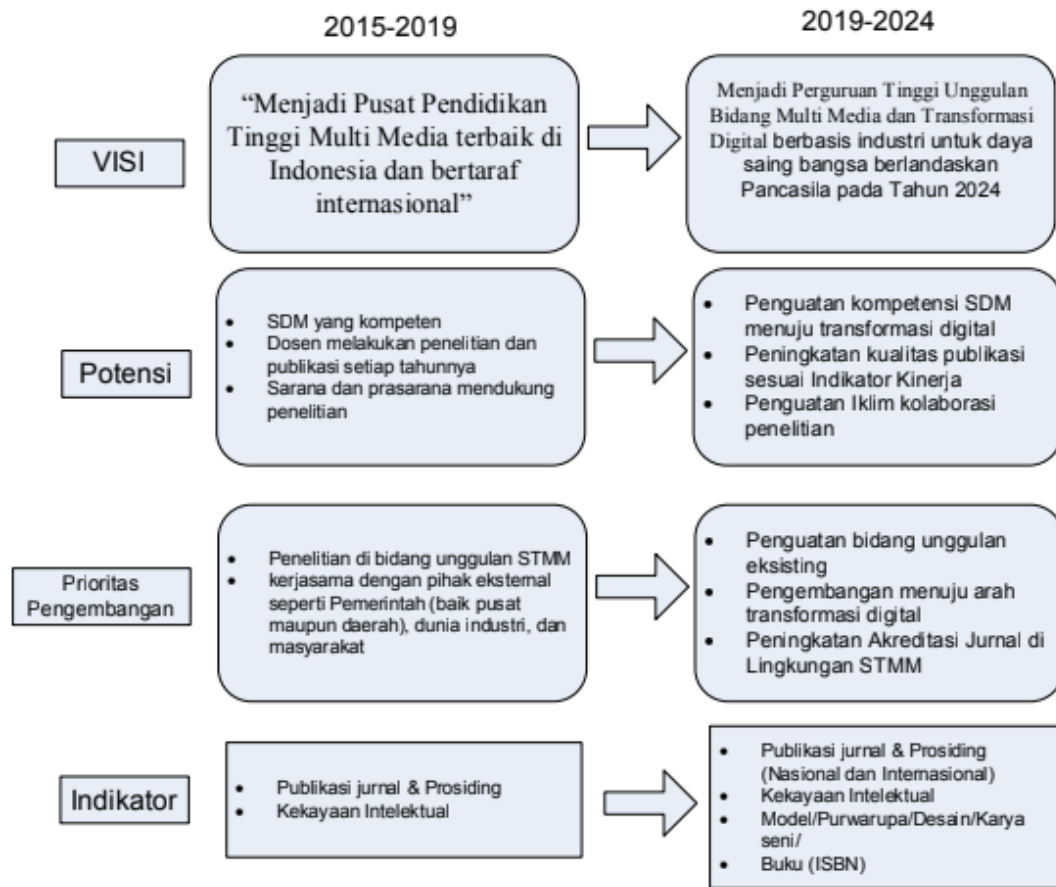 2015-2019
2019-2024
VISI
“Menjadi Pusat Pendidikan
Tinggi Multi Media terbaik di
Indonesia dan bertaraf
internasional”
Menjadi Perguruan Tinggi Unggulan
Bidang Multi Media dan Transformasi
Digital berbasis industri untuk daya
saing bangsa berlandaskan
Pancasila pada Tahun 2024
Potensi
• SDM yang kompeten
• Dosen melakukan penelitian dan
publikasi setiap tahunnya
• Sarana dan prasarana mendukung
penelitian
• Penguatan kompetensi SDM
menuju transformasi digital
• Peningkatan kualitas publikasi
sesuai Indikator Kinerja
• Penguatan Iklim kolaborasi
penelitian
Prioritas
Pengembangan
• Penelitian di bidang unggulan STMM
• kerjasama dengan pihak eksternal
seperti Pemerintah (baik pusat
maupun daerah), dunia industri, dan
masyarakat
• Penguatan bidang unggulan
eksisting
• Pengembangan menuju arah
transformasi digital
• Peningkatan Akreditasi Jurnal di
Lingkungan STMM
Indikator
• Publikasi jurnal & Prosiding
• Kekayaan Intelektual
• Publikasi jurnal & Prosiding
(Nasional dan Internasional)
• Kekayaan Intelektual
• Model/Purwarupa/Desain/Karya
seni/
• Buku (ISBN)